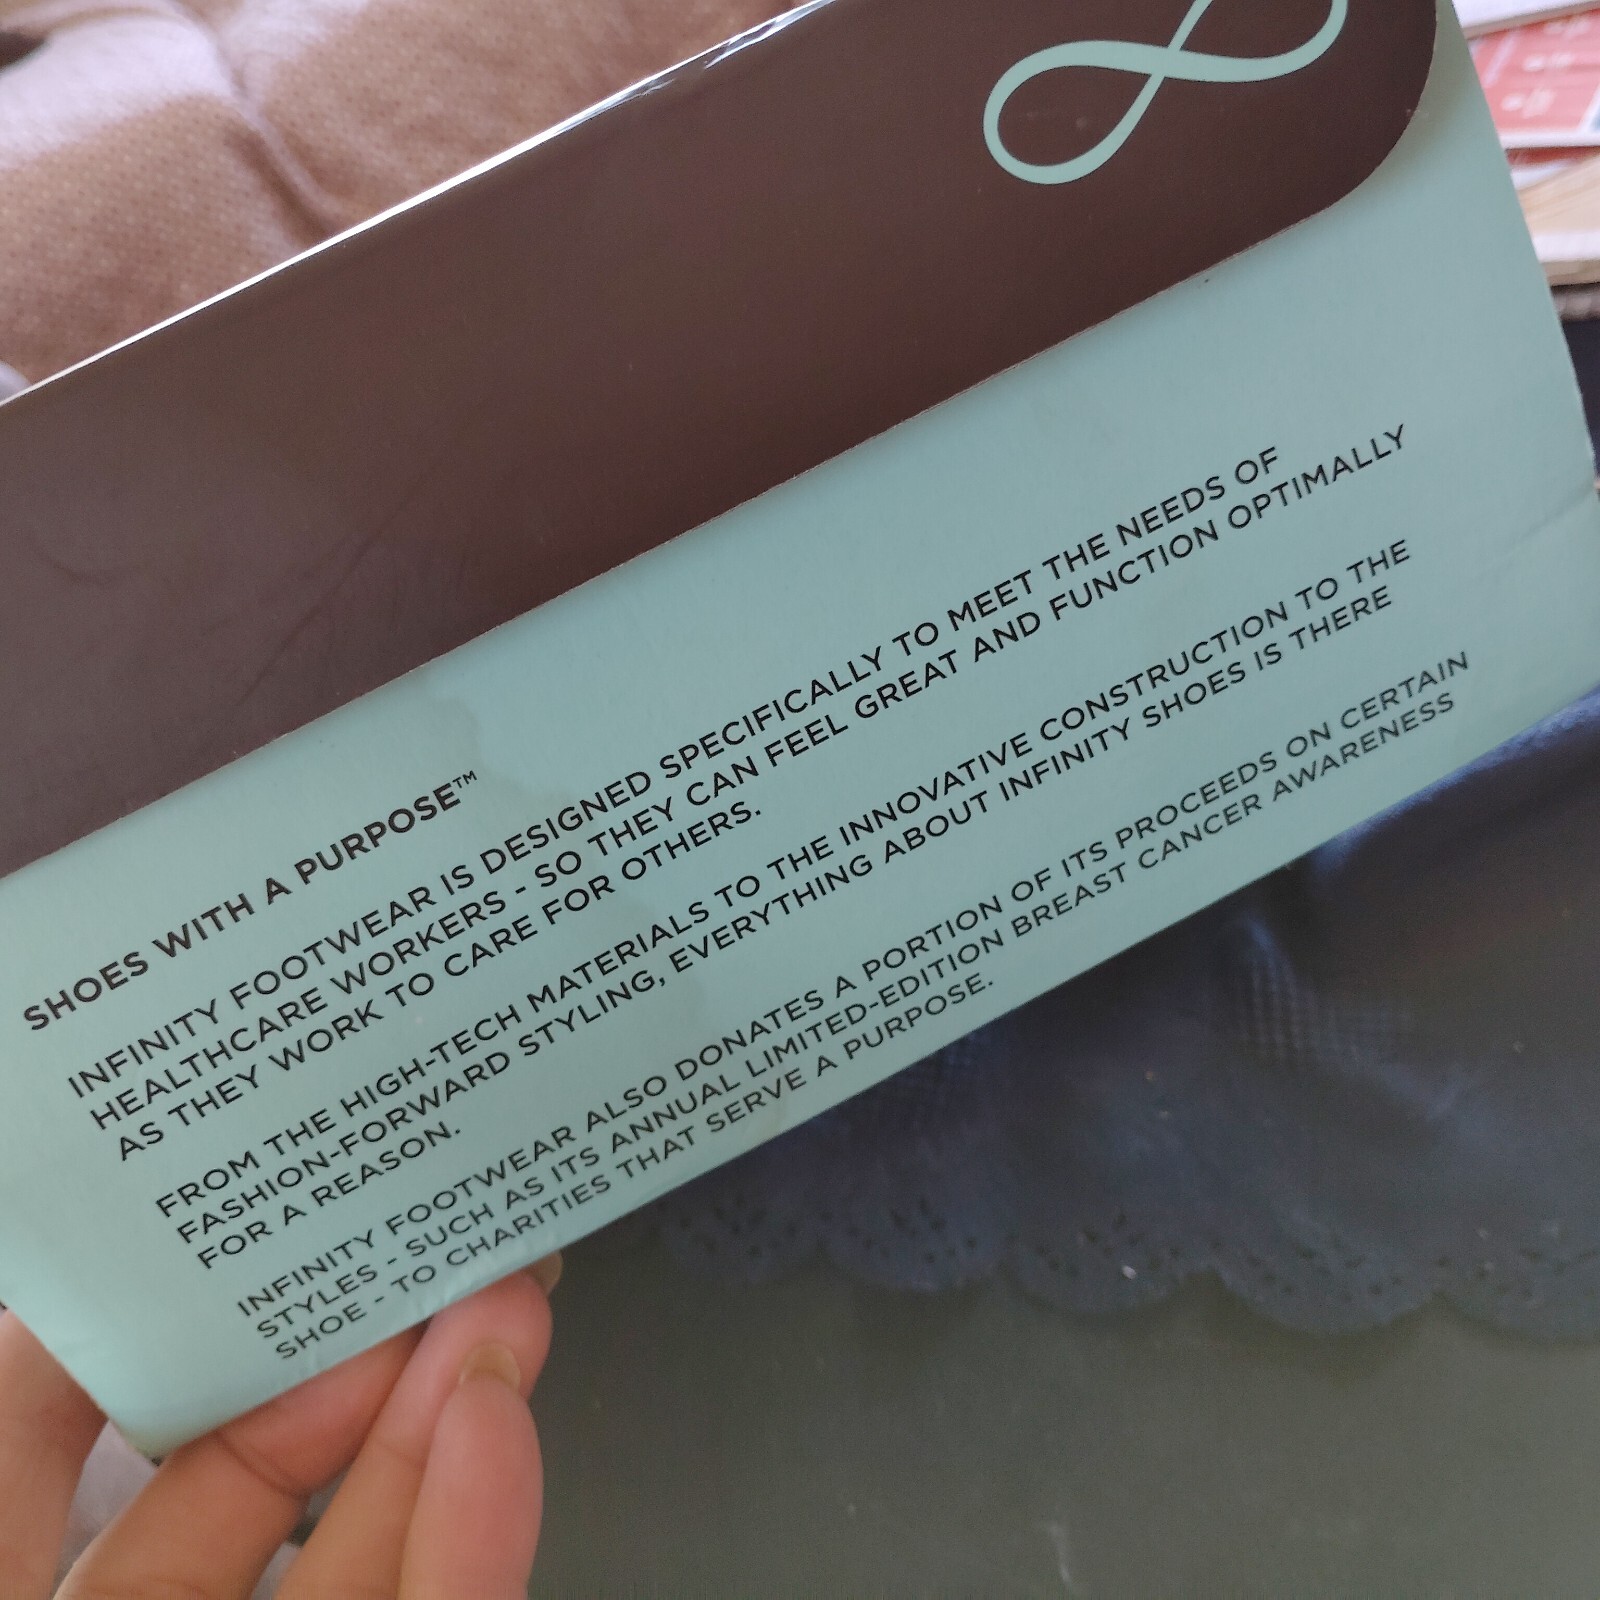 SHOES WITH A PURPOSE™
INFINITY FOOTWEAR IS DESIGNED SPECIFICALLY TO MEET THE NEEDS OF
HEALTHCARE WORKERS - SO THEY CAN FEEL GREAT AND FUNCTION OPTIMALLY
AS THEY WORK TO CARE FOR OTHERS.
FROM THE HIGH-TECH MATERIALS TO THE INNOVATIVE CONSTRUCTION TO THE
FASHION-FORWARD STYLING, EVERYTHING ABOUT INFINITY SHOES IS THERE
FOR A REASON.
INFINITY FOOTWEAR ALSO DONATES A PORTION OF ITS PROCEEDS ON CERTAIN
STYLES - SUCH AS ITS ANNUAL LIMITED-EDITION BREAST CANCER AWARENESS
SHOE - TO CHARITIES THAT SERVE A PURPOSE.